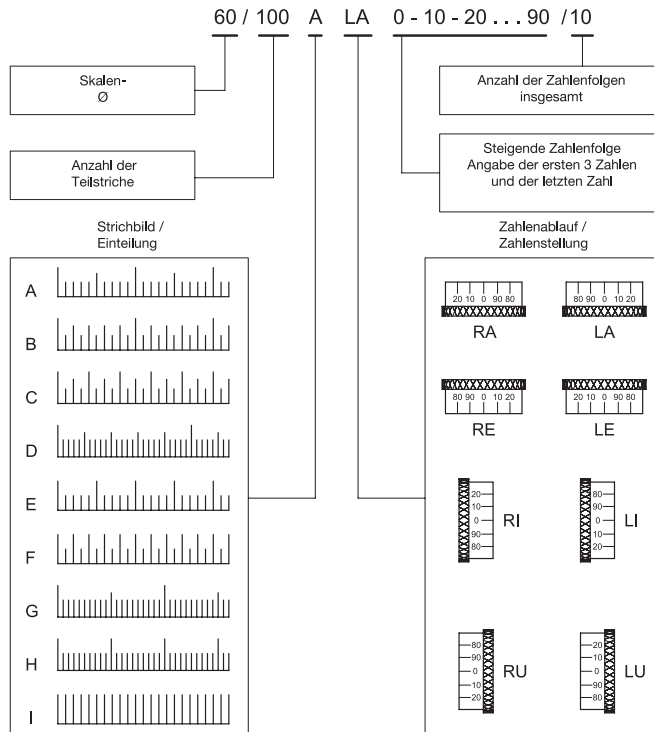 60 / 100 A LA 0 - 10 - 20 . . . 90 / 10
Skalen-
Ø
Anzahl der Zahlenfolgen
insgesamt
Anzahl der
Teilstriche
Steigende Zahlenfolge
Angabe der ersten 3 Zahlen
und der letzten Zahl
Strichbild /
Einteilung
Zahlenablauf /
Zahlenstellung
A
B
C
D
E
F
G
H
I
20 10 0 90 80
RA
80 90 0 10 20
LA
80 90 0 10 20
RE
20 10 0 90 80
LE
20
10
0
90
80
RI
80
90
0
10
20
LI
80
90
0
10
20
RU
20
10
0
90
80
LU